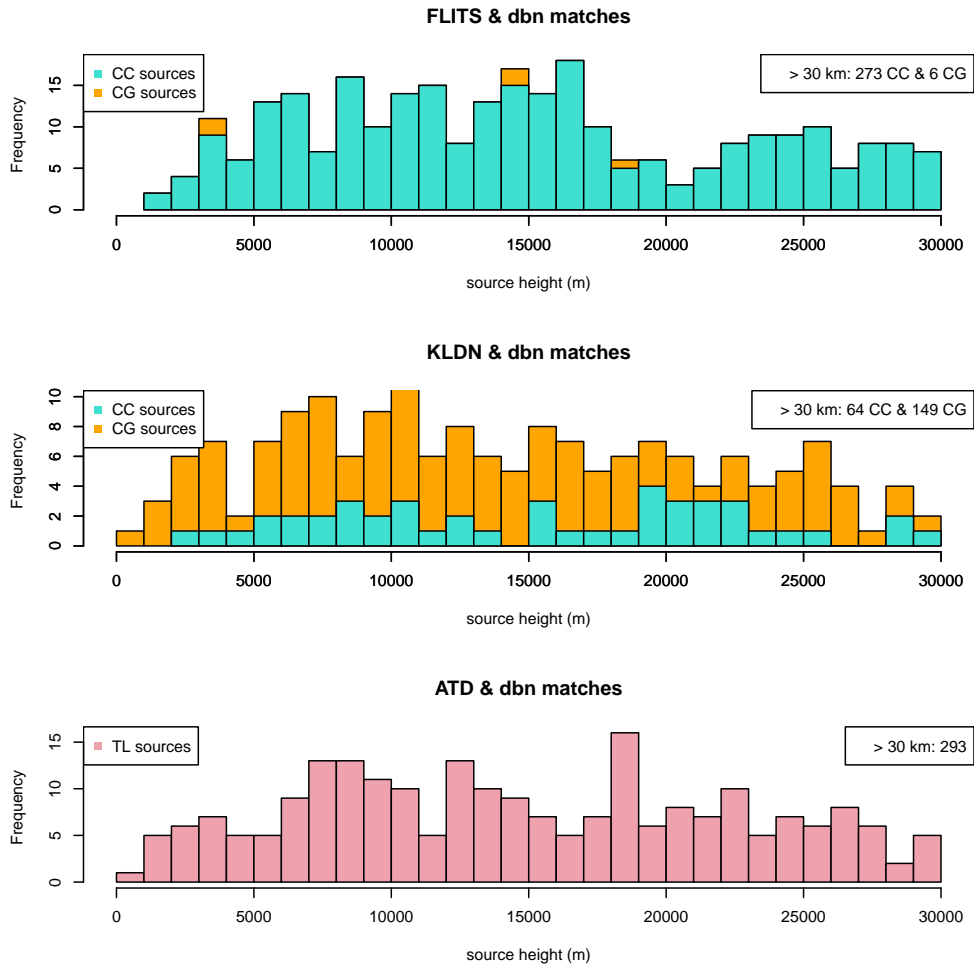 FLITS & dbn matches
CC sources
CG sources
> 30 km: 273 CC & 6 CG
Frequency
15
10
5
0
0 5000 10000 15000 20000 25000 30000
source height (m)
KLDN & dbn matches
CC sources
CG sources
> 30 km: 64 CC & 149 CG
Frequency
10
8
6
4
2
0
0 5000 10000 15000 20000 25000 30000
source height (m)
ATD & dbn matches
TL sources
> 30 km: 293
Frequency
15
10
5
0
0 5000 10000 15000 20000 25000 30000
source height (m)